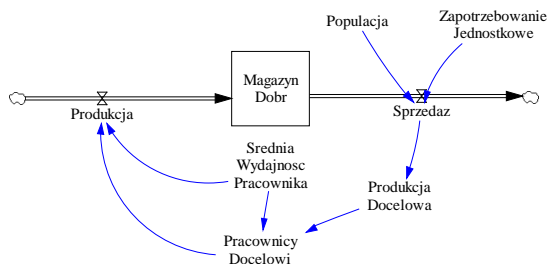 Populacja
Zapotrzebowanie
Jednostkowe
Magazyn
Dobr
Produkcja
Sprzedaz
Srednia
Wydajnosc
Pracownika
Produkcja
Docelowa
Pracownicy
Docelowi